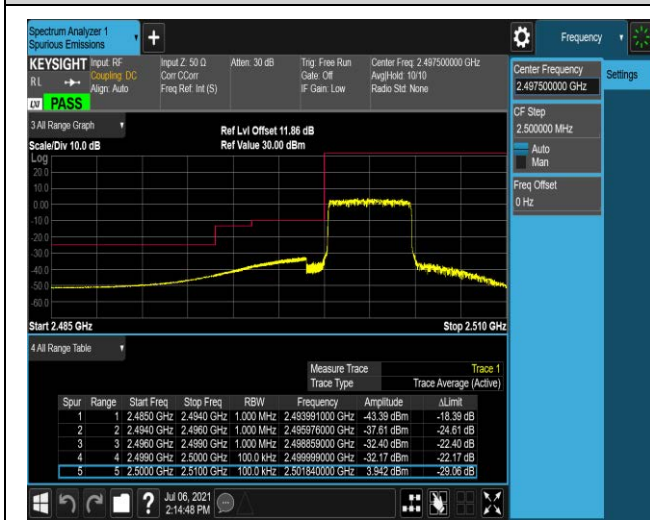 Spectrum Analyzer 1
Spurious Emissions
Frequency
KEYSIGHT Input: RF Input Z: 50 Ω Atten: 30 dB Trig: Free Run Center Freq: 2.497500000 GHz
RL Coupling: DC Corr CCorr Gate: Off Avg|Hold: 10/10
Align: Auto Freq Ref: Int (S) IF Gain: Low Radio Std: None
LXI PASS
Center Frequency
2.497500000 GHz
Settings
CF Step
2.500000 MHz
Auto
Man
Freq Offset
0 Hz
3 All Range Graph
Ref Lvl Offset 11.86 dB
Scale/Div 10.0 dB Ref Value 30.00 dBm
Log
20.0
10.0
0.00
-10.0
-20.0
-30.0
-40.0
-50.0
-60.0
Start 2.485 GHz Stop 2.510 GHz
4 All Range Table
Measure Trace Trace 1
Trace Type Trace Average (Active)
Spur Range Start Freq Stop Freq RBW Frequency Amplitude ΔLimit
1 1 2.4850 GHz 2.4940 GHz 1.000 MHz 2.493991000 GHz -43.39 dBm -18.39 dB
2 2 2.4940 GHz 2.4960 GHz 1.000 MHz 2.495976000 GHz -37.61 dBm -24.61 dB
3 3 2.4960 GHz 2.4990 GHz 1.000 MHz 2.498859000 GHz -32.40 dBm -22.40 dB
4 4 2.4990 GHz 2.5000 GHz 100.0 kHz 2.499999000 GHz -32.17 dBm -22.17 dB
5 5 2.5000 GHz 2.5100 GHz 100.0 kHz 2.501840000 GHz 3.942 dBm -29.06 dB
Jul 06, 2021
2:14:48 PM